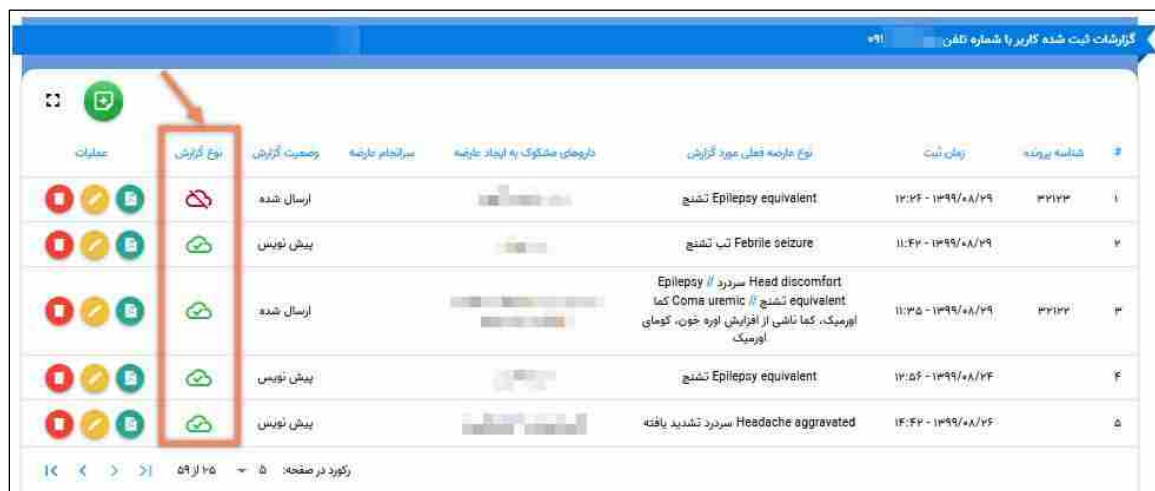 گزارشات ثبت شده کاربر با شماره تلفن ۰۹۱
# شناسه پرونده زمان ثبت نوع عارضه فعلی مورد گزارش داروهای مشکوک به ایجاد عارضه سرانجام عارضه وضعیت گزارش نوع گزارش عملیات
۱ ۳۲۱۲۳ ۱۳۹۹/۰۸/۲۹ - ۱۲:۲۶ Epilepsy equivalent تشنج ارسال شده
۲ ۱۳۹۹/۰۸/۲۹ - ۱۱:۴۲ Febrile seizure تب تشنج پیش نویس
Head discomfort سردرد // Epilepsy
equivalent تشنج // Coma uremic کما
۳ ۳۲۱۲۲ ۱۳۹۹/۰۸/۲۹ - ۱۱:۳۵ اورمیک، کما ناشی از افزایش اوره خون، کومای ارسال شده
اورمیک
۴ ۱۳۹۹/۰۸/۲۴ - ۱۲:۵۶ Epilepsy equivalent تشنج پیش نویس
۵ ۱۳۹۹/۰۸/۲۶ - ۱۴:۴۲ Headache aggravated سردرد تشدید یافته پیش نویس
رکورد در صفحه: ۵ ۱-۵ از ۵۹